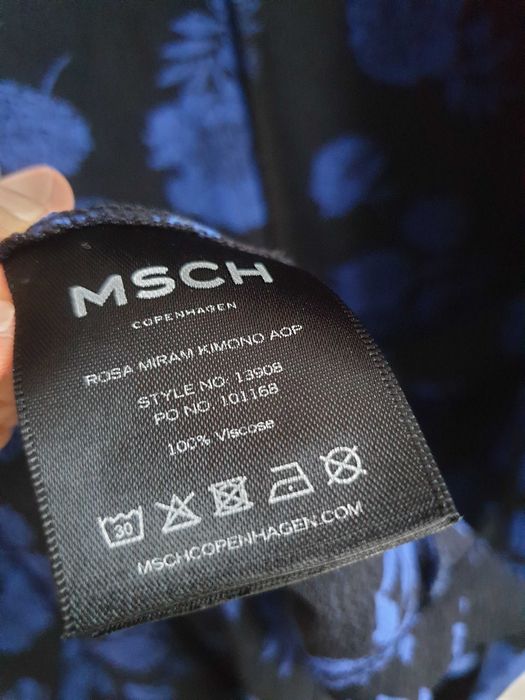 MSCH
COPENHAGEN
ROSA MIRAM KIMONO AOP
STYLE NO. 13908
PO NO. 101168
100% Viscose
30
MSCHCOPENHAGEN.COM